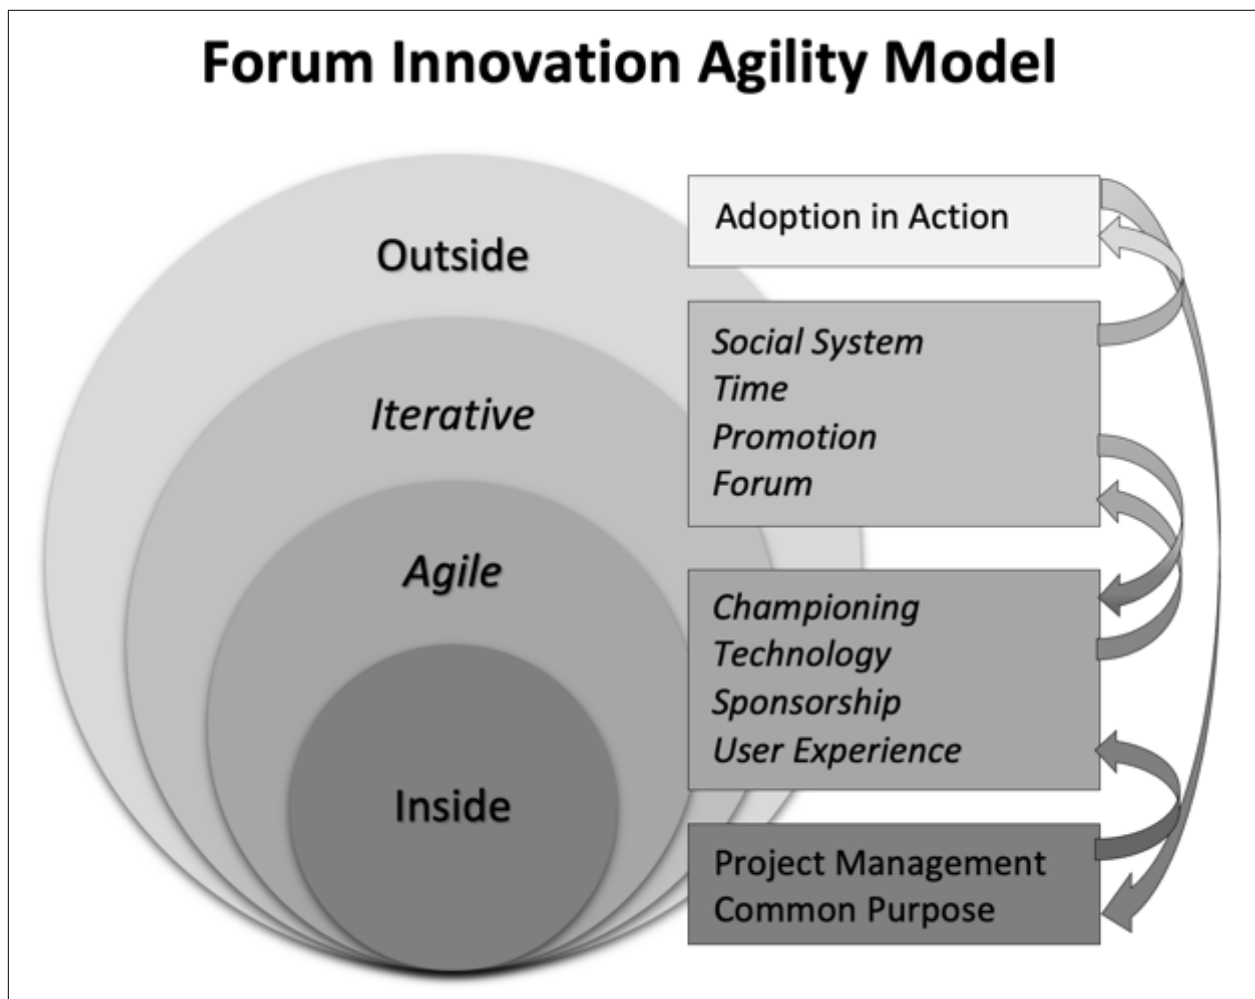 Forum Innovation Agility Model
Outside
Iterative
Agile
Inside
Adoption in Action
Social System
Time
Promotion
Forum
Championing
Technology
Sponsorship
User Experience
Project Management
Common Purpose